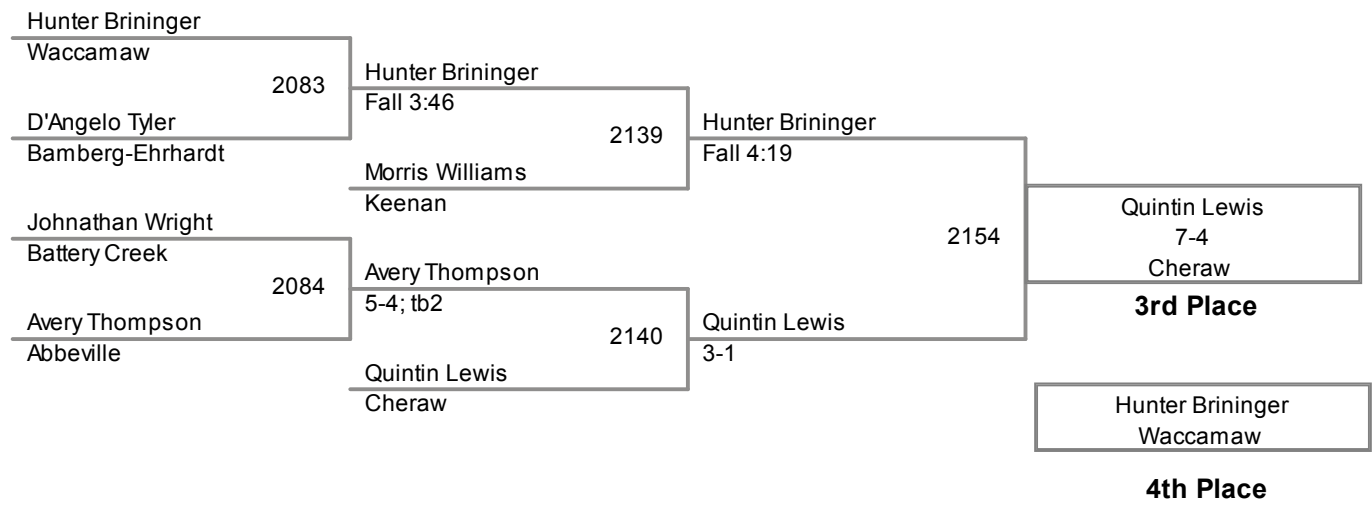 Hunter Brininger
Waccamaw
2083
D'Angelo Tyler
Bamberg-Ehrhardt
Johnathan Wright
Battery Creek
2084
Avery Thompson
Abbeville
Hunter Brininger
Fall 3:46
2139
Morris Williams
Keenan
Avery Thompson
5-4; tb2
2140
Quintin Lewis
Cheraw
Hunter Brininger
Fall 4:19
2154
Quintin Lewis
3-1
Quintin Lewis
7-4
Cheraw
3rd Place
Hunter Brininger
Waccamaw
4th Place